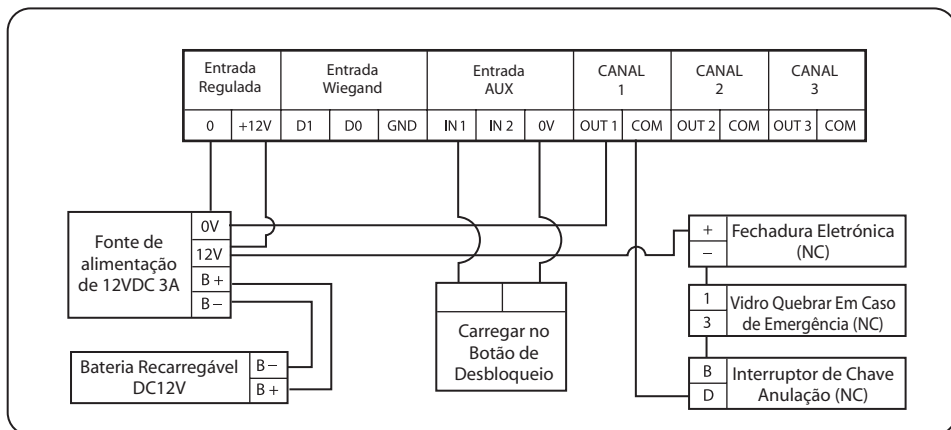 Entrada Regulada
Entrada Wiegand
Entrada AUX
CANAL 1
CANAL 2
CANAL 3
0 +12V D1 D0 GND IN 1 IN 2 0V OUT 1 COM OUT 2 COM OUT 3 COM
Fonte de
alimentação
de 12VDC 3A
0V
12V
B +
B –
Bateria Recarregável
DC12V
B –
B +
Carregar no
Botão de
Desbloqueio
+
–
Fechadura Eletrónica
(NC)
1
3
Vidro Quebrar Em Caso
de Emergência (NC)
B
D
Interruptor de Chave
Anulação (NC)